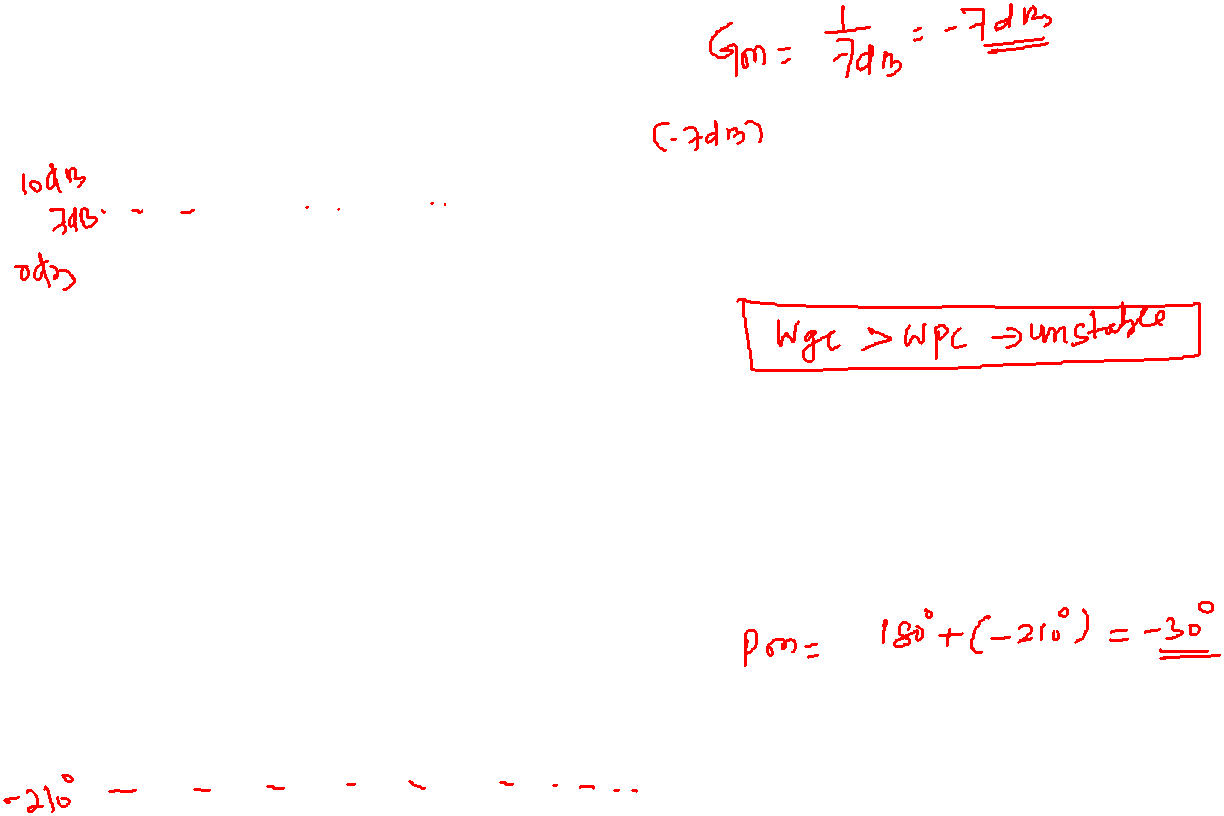 Gm = 1/7dB = -7dB
(-7dB)
10dB
7dB
0dB
Wgc > Wpc → unstable
Pm = 180° + (-210°) = -30°
-210°